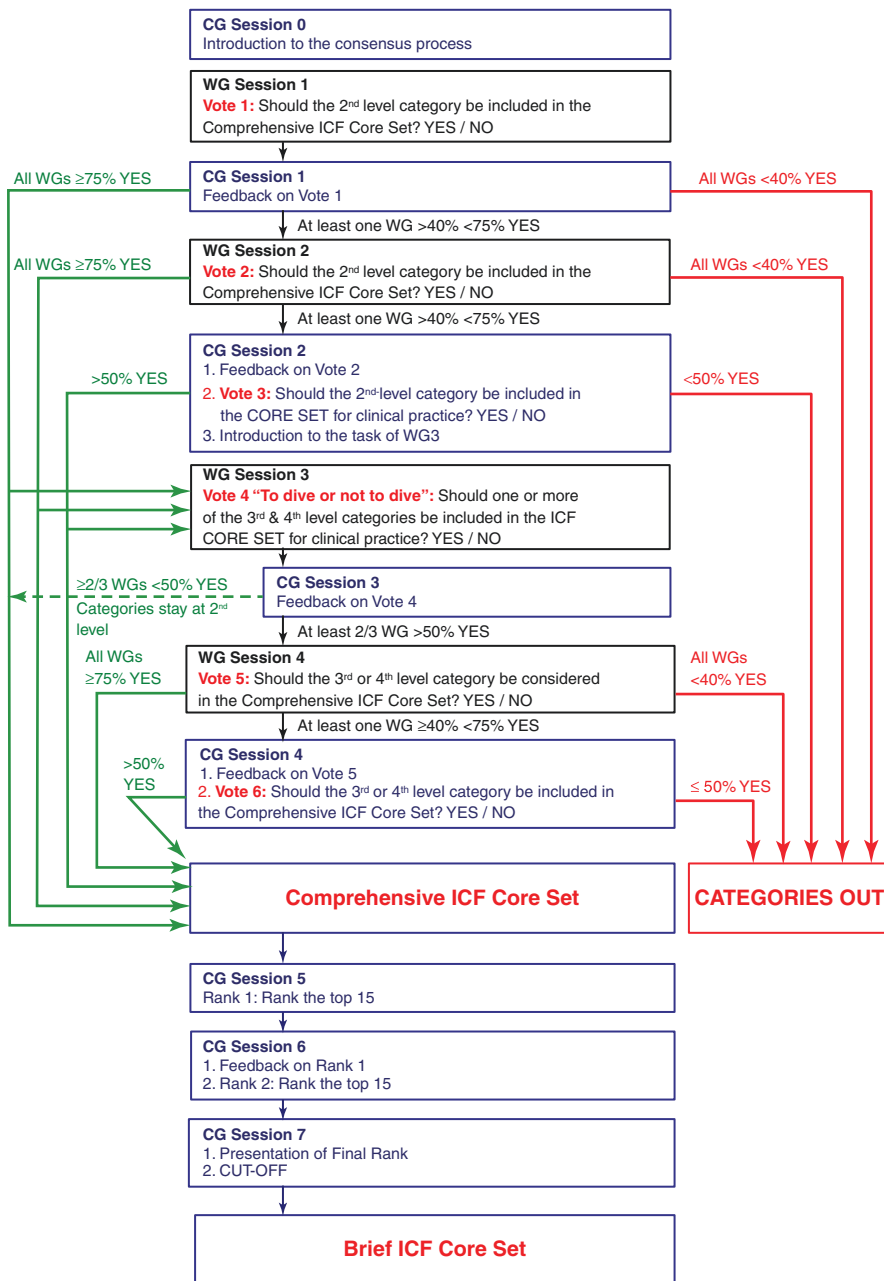 CG Session 0
Introduction to the consensus process
WG Session 1
Vote 1: Should the 2nd level category be included in the
Comprehensive ICF Core Set? YES / NO
All WGs ≥75% YES
CG Session 1
Feedback on Vote 1
All WGs <40% YES
At least one WG >40% <75% YES
All WGs ≥75% YES
WG Session 2
Vote 2: Should the 2nd level category be included in the
Comprehensive ICF Core Set? YES / NO
All WGs <40% YES
At least one WG >40% <75% YES
>50% YES
CG Session 2
1. Feedback on Vote 2
2. Vote 3: Should the 2nd-level category be included in
the CORE SET for clinical practice? YES / NO
3. Introduction to the task of WG3
<50% YES
WG Session 3
Vote 4 “To dive or not to dive”: Should one or more
of the 3rd & 4th level categories be included in the ICF
CORE SET for clinical practice? YES / NO
≥2/3 WGs <50% YES
Categories stay at 2nd
level
CG Session 3
Feedback on Vote 4
At least 2/3 WG >50% YES
All WGs
≥75% YES
WG Session 4
Vote 5: Should the 3rd or 4th level category be considered
in the Comprehensive ICF Core Set? YES / NO
All WGs
<40% YES
At least one WG ≥40% <75% YES
>50%
YES
CG Session 4
1. Feedback on Vote 5
2. Vote 6: Should the 3rd or 4th level category be included in
the Comprehensive ICF Core Set? YES / NO
≤ 50% YES
Comprehensive ICF Core Set
CATEGORIES OUT
CG Session 5
Rank 1: Rank the top 15
CG Session 6
1. Feedback on Rank 1
2. Rank 2: Rank the top 15
CG Session 7
1. Presentation of Final Rank
2. CUT-OFF
Brief ICF Core Set